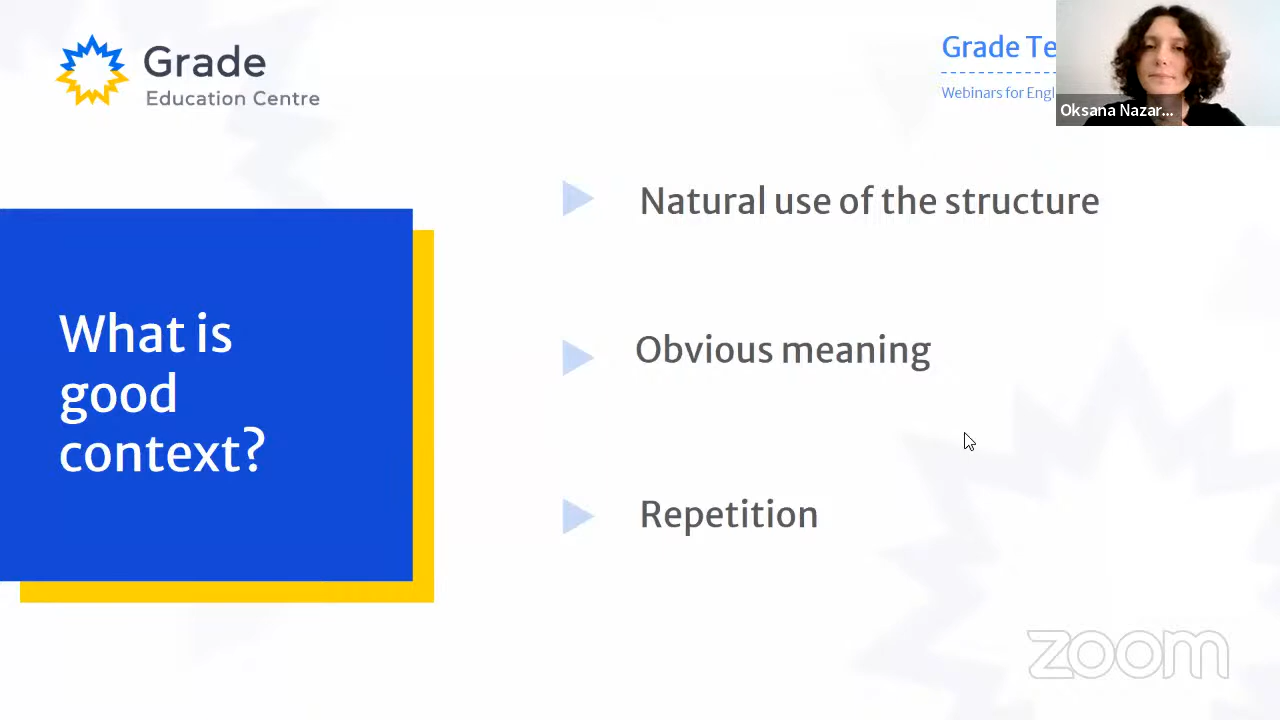 Grade
Education Centre
Grade Te
Webinars for Engl
Oksana Nazar...
Natural use of the structure
What is
good
context?
Obvious meaning
Repetition
zoom